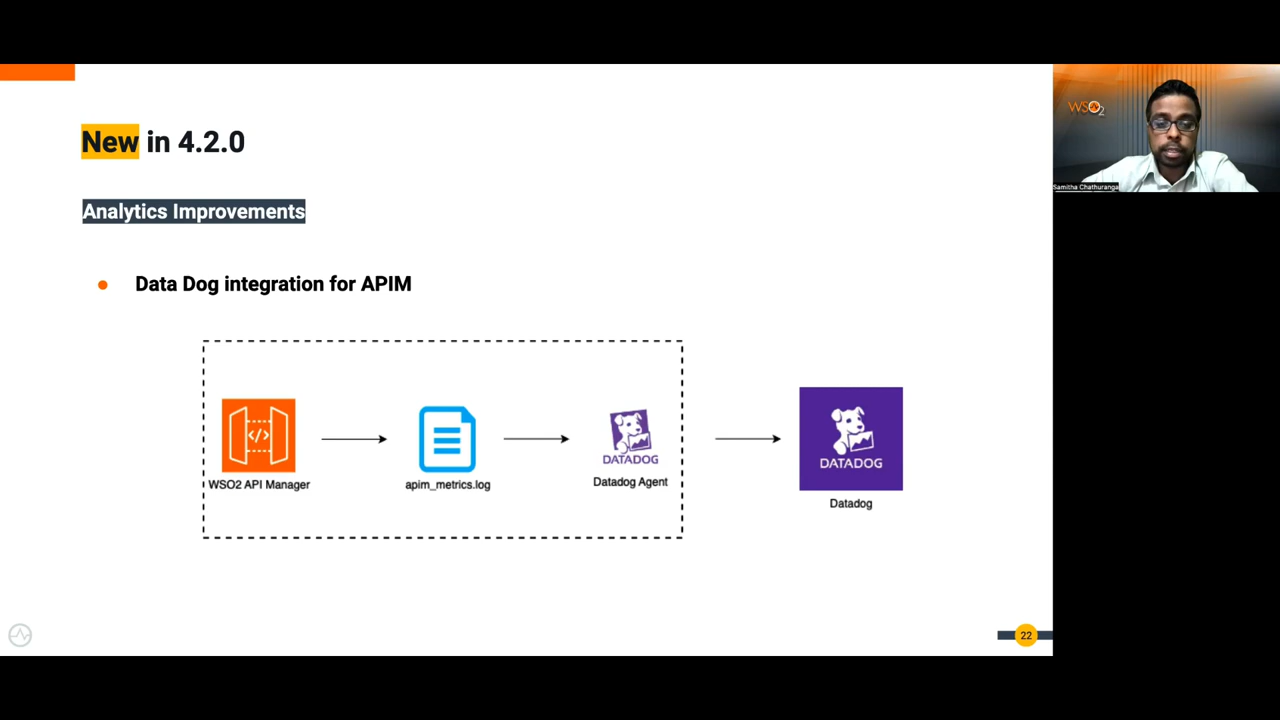 New in 4.2.0
Analytics Improvements
Data Dog integration for APIM
WSO2 API Manager
apim_metrics.log
DATADOG
Datadog Agent
DATADOG
Datadog
22
WSO2
Samitha Chathuranga